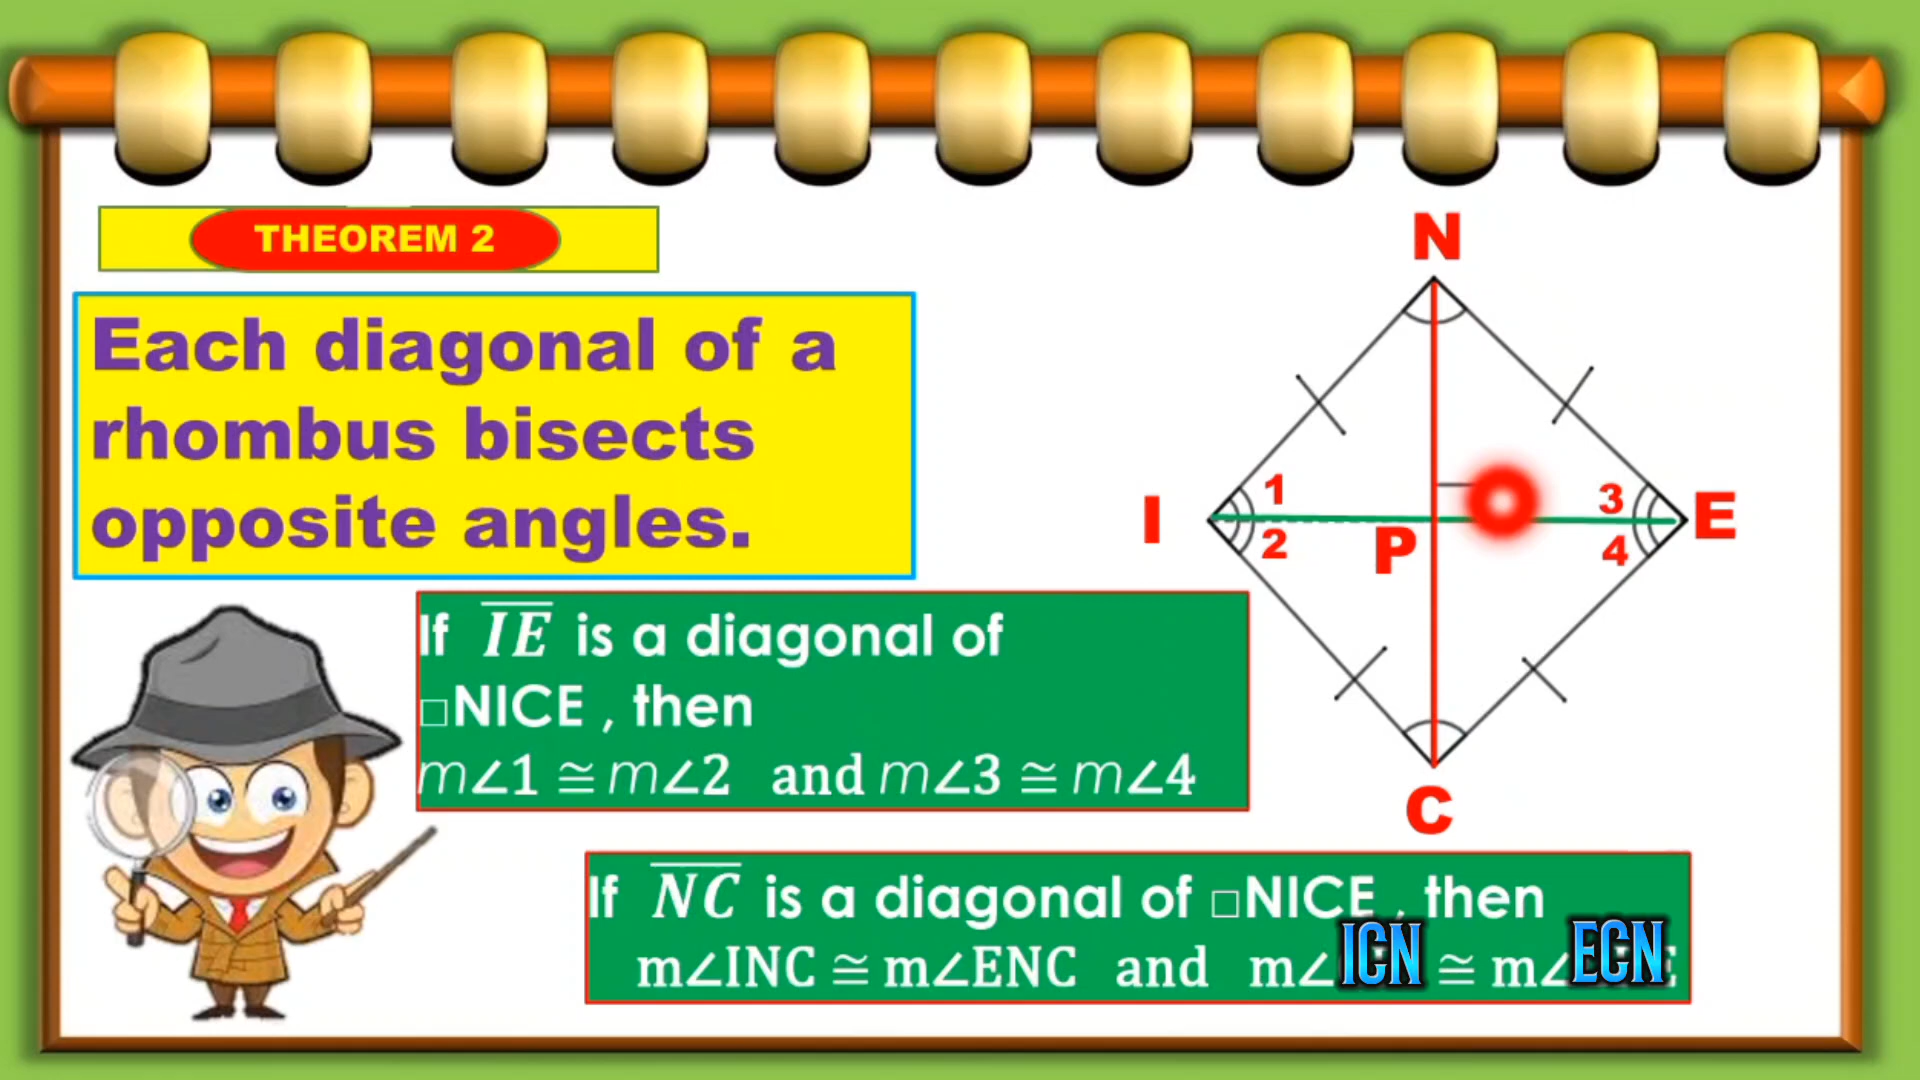 THEOREM 2
Each diagonal of a
rhombus bisects
opposite angles.
N
I
1
2
P
3
4
E
C
If IE is a diagonal of
□NICE , then
m∠1 ≅ m∠2 and m∠3 ≅ m∠4
If NC is a diagonal of □NICE , then
m∠INC ≅ m∠ENC and m∠ICN ≅ m∠ECN